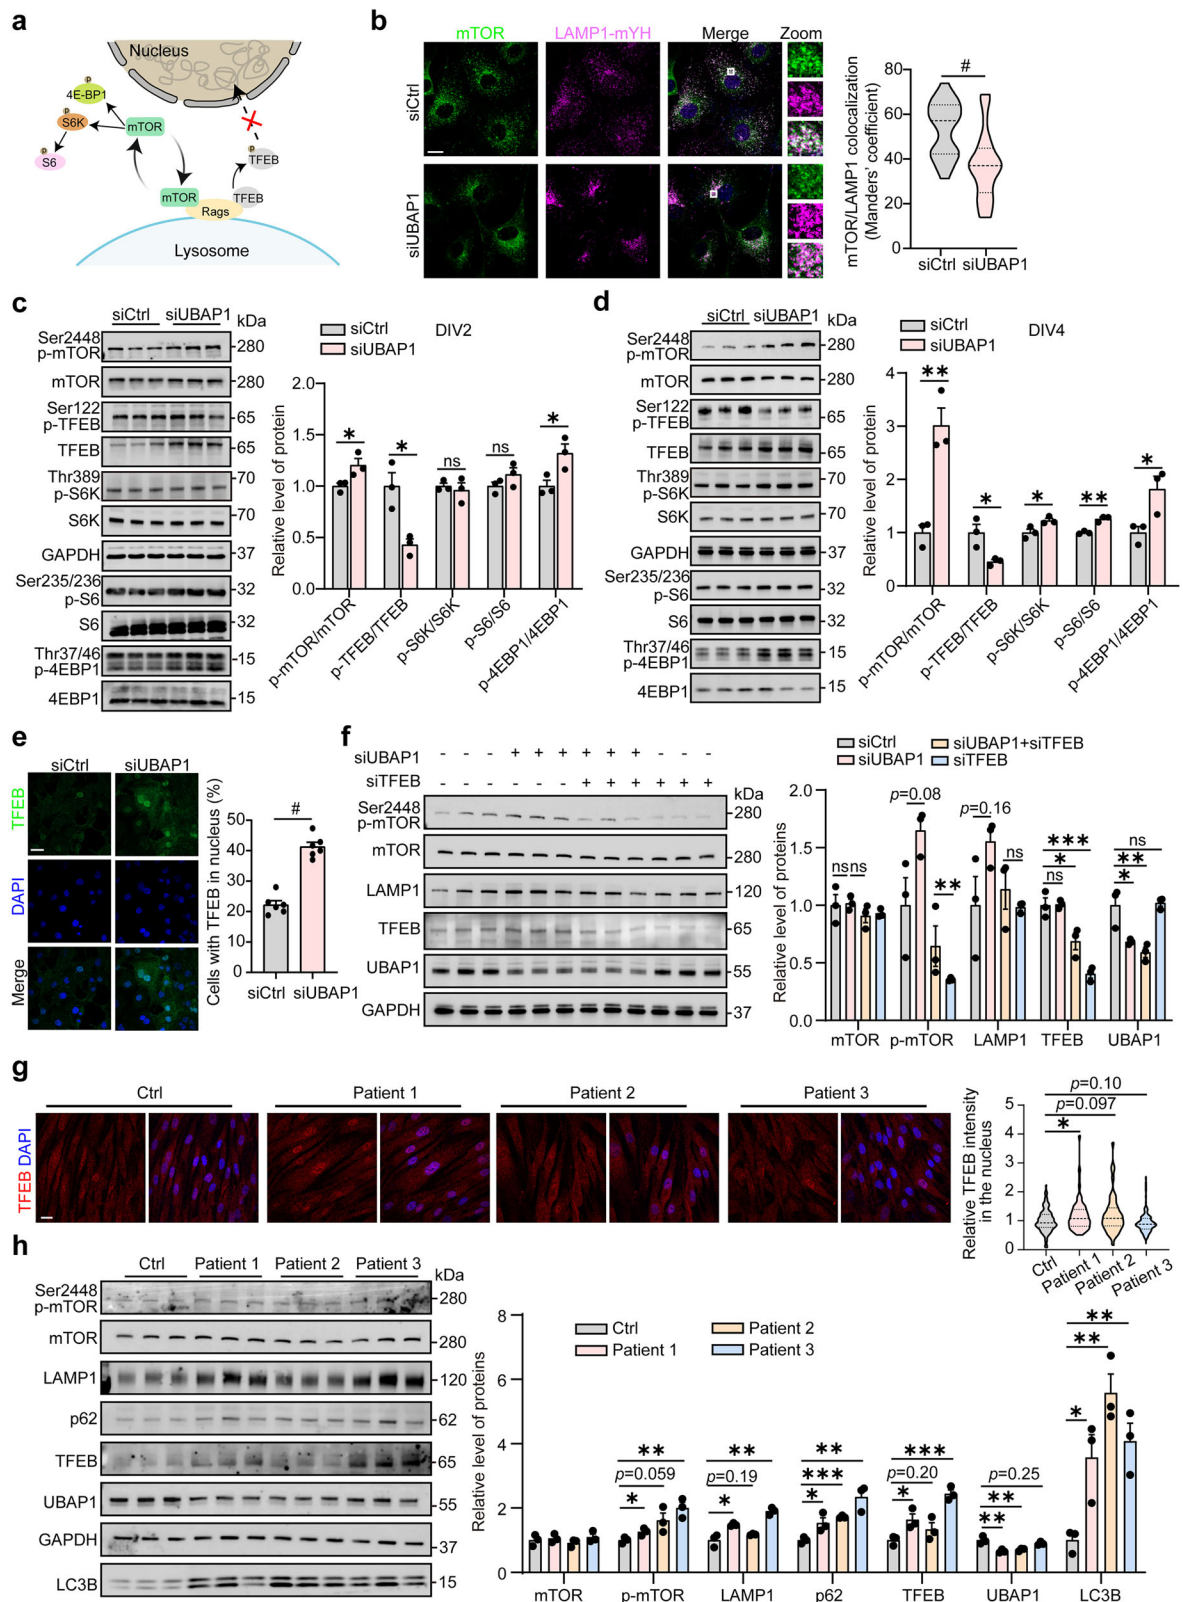 a
Nucleus
p
4E-BP1
p
S6K
mTOR
p
S6
p
TFEB
mTOR
TFEB
Rags
Lysosome
b
mTOR
LAMP1-mYH
Merge
Zoom
siCtrl
siUBAP1
mTOR/LAMP1 colocalization
(Manders' coefficient)
80
60
40
20
0
#
siCtrl
siUBAP1
c
siCtrl
siUBAP1
kDa
Ser2448
p-mTOR
280
mTOR
280
Ser122
p-TFEB
65
TFEB
65
Thr389
p-S6K
70
S6K
70
GAPDH
37
Ser235/236
p-S6
32
S6
32
Thr37/46
p-4EBP1
15
4EBP1
15
siCtrl
siUBAP1
DIV2
Relative level of protein
2.0
1.5
1.0
0.5
0.0
*
*
ns
ns
*
p-mTOR/mTOR
p-TFEB/TFEB
p-S6K/S6K
p-S6/S6
p-4EBP1/4EBP1
d
siCtrl
siUBAP1
kDa
Ser2448
p-mTOR
280
mTOR
280
Ser122
p-TFEB
65
TFEB
65
Thr389
p-S6K
70
S6K
70
GAPDH
37
Ser235/236
p-S6
32
S6
32
Thr37/46
p-4EBP1
15
4EBP1
15
siCtrl
siUBAP1
DIV4
Relative level of protein
4
3
2
1
0
**
*
*
**
*
p-mTOR/mTOR
p-TFEB/TFEB
p-S6K/S6K
p-S6/S6
p-4EBP1/4EBP1
e
siCtrl
siUBAP1
TFEB
DAPI
Merge
Cells with TFEB in nucleus (%)
50
40
30
20
10
0
#
siCtrl
siUBAP1
f
siUBAP1 - - - + + + + + + - - -
siTFEB - - - - - - + + + + + +
kDa
Ser2448
p-mTOR
280
mTOR
280
LAMP1
120
TFEB
65
UBAP1
55
GAPDH
37
siCtrl
siUBAP1
siUBAP1+siTFEB
siTFEB
Relative level of proteins
2.0
1.5
1.0
0.5
0.0
ns
ns
p=0.08
**
p=0.16
ns
***
*
ns
ns
**
*
mTOR
p-mTOR
LAMP1
TFEB
UBAP1
g
Ctrl
Patient 1
Patient 2
Patient 3
TFEB DAPI
Relative TFEB intensity
in the nucleus
5
4
3
2
1
0
p=0.10
p=0.097
*
Ctrl
Patient 1
Patient 2
Patient 3
h
Ctrl
Patient 1
Patient 2
Patient 3
kDa
Ser2448
p-mTOR
280
mTOR
280
LAMP1
120
p62
62
TFEB
65
UBAP1
55
GAPDH
37
LC3B
15
Ctrl
Patient 1
Patient 2
Patient 3
Relative level of proteins
8
6
4
2
0
**
p=0.059
*
**
p=0.19
*
**
***
*
***
p=0.20
*
p=0.25
**
**
**
**
*
mTOR
p-mTOR
LAMP1
p62
TFEB
UBAP1
LC3B